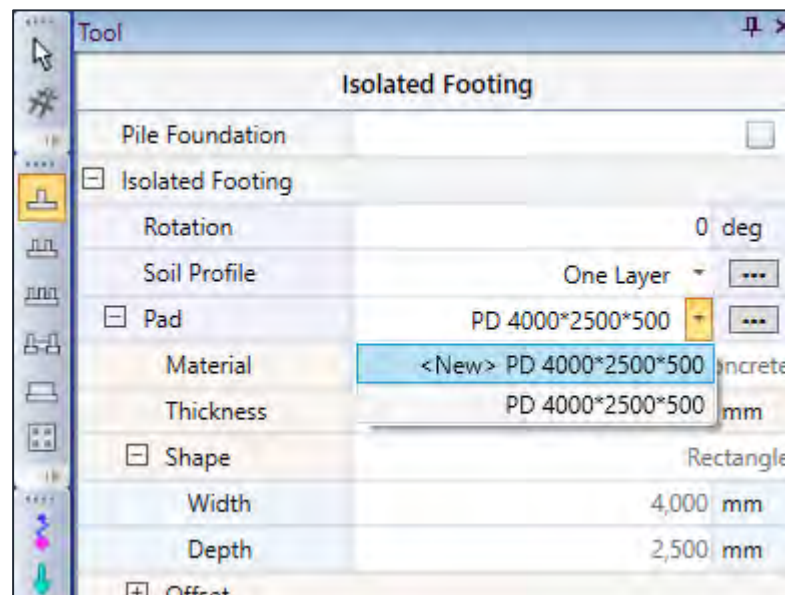 Tool
Isolated Footing
Pile Foundation
Isolated Footing
Rotation 0 deg
Soil Profile One Layer
Pad PD 4000*2500*500
Material <New> PD 4000*2500*500 ncrete
Thickness PD 4000*2500*500 mm
Shape Rectangle
Width 4,000 mm
Depth 2,500 mm
Offset